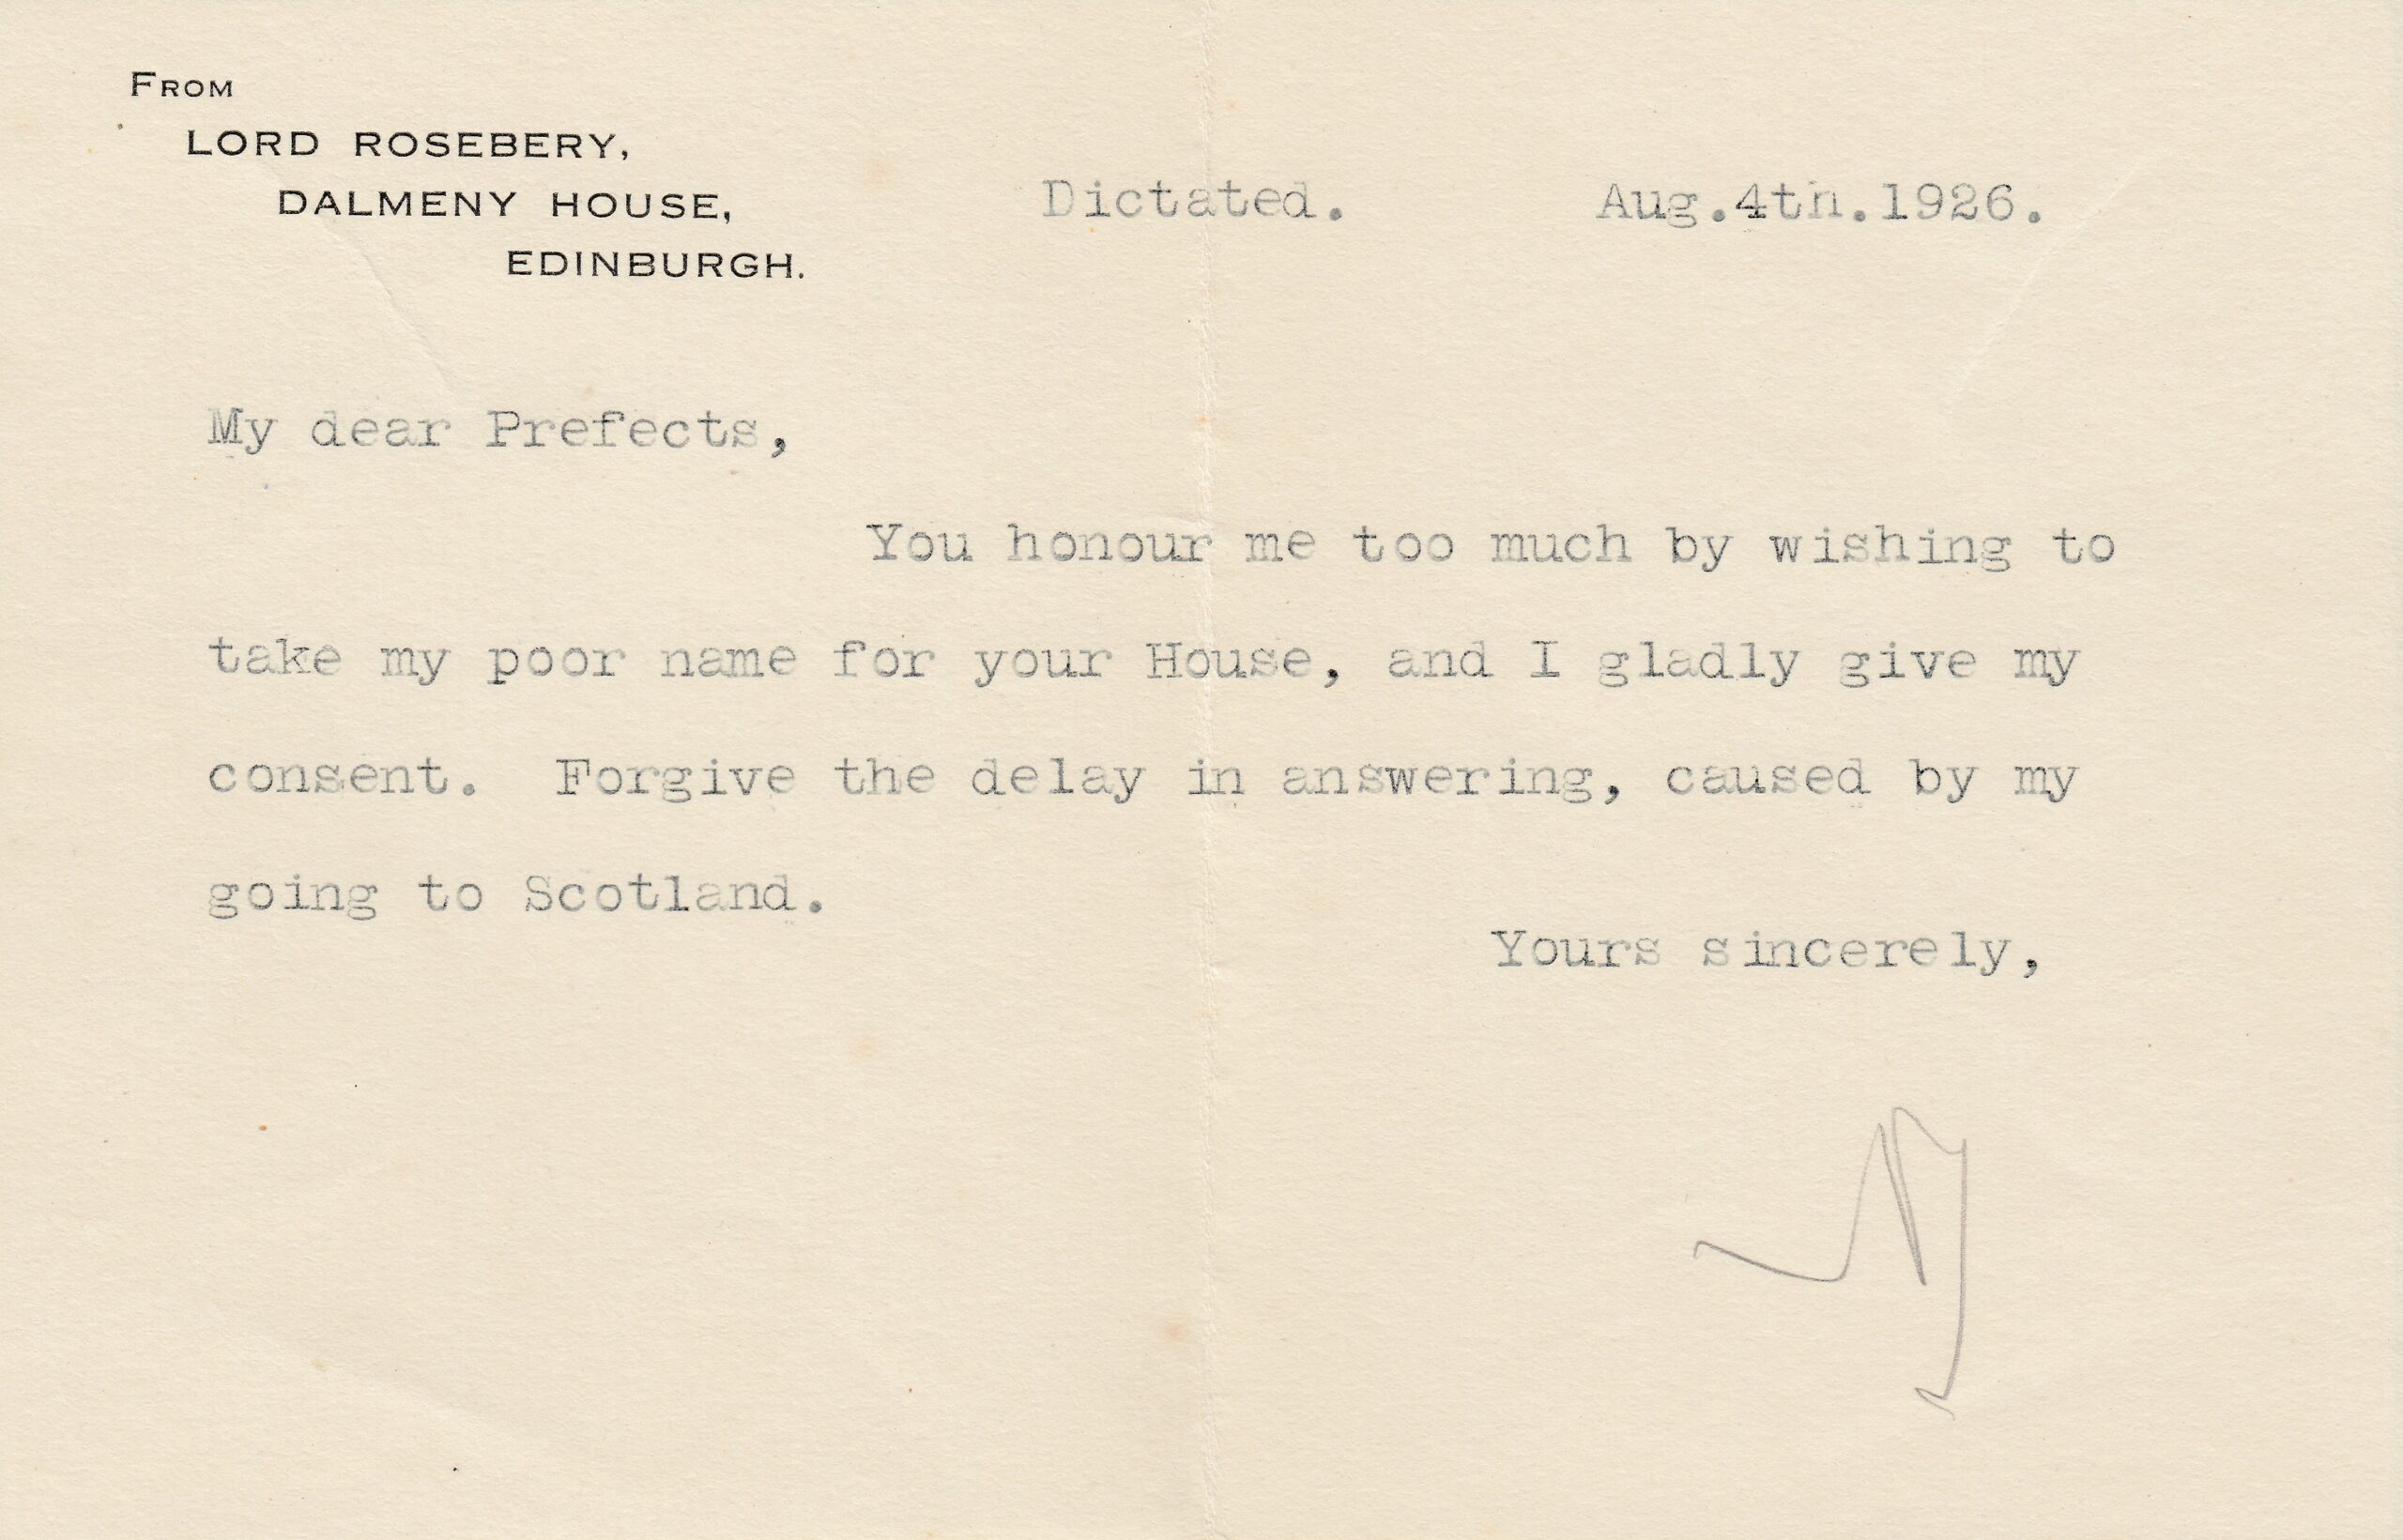 FROM
LORD ROSEBERY,
DALMENY HOUSE,
EDINBURGH.
Dictated. Aug.4th.1926.
My dear Prefects,
You honour me too much by wishing to
take my poor name for your House, and I gladly give my
consent. Forgive the delay in answering, caused by my
going to Scotland.
Yours sincerely,